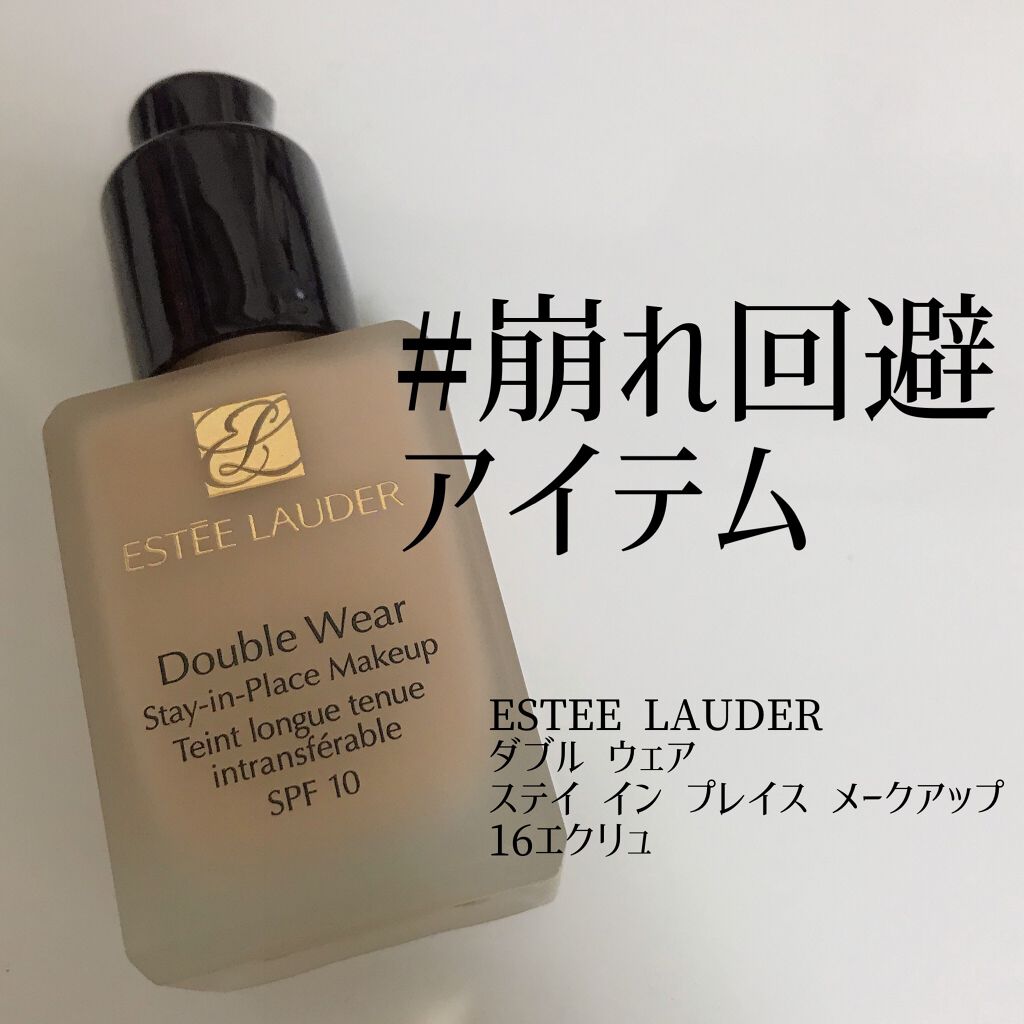 #崩れ回避
アイテム
ESTĒE LAUDER
Double Wear
Stay-in-Place Makeup
Teint longue tenue
intransférable
SPF 10
ESTEE LAUDER
ダブル ウェア
ステイ イン プレイス メークアップ
16エクリュ